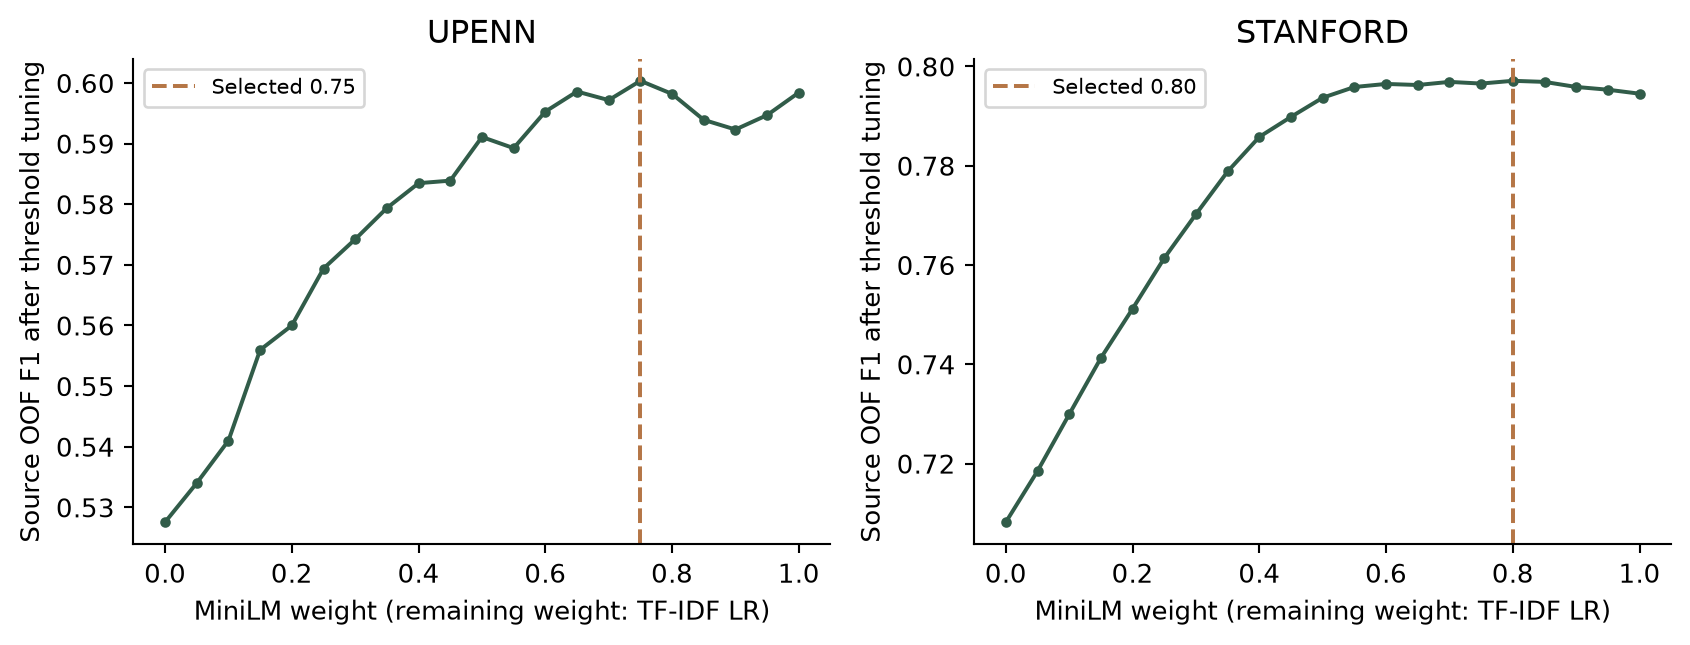 UPENN
Selected 0.75
Source OOF F1 after threshold tuning
0.60
0.59
0.58
0.57
0.56
0.55
0.54
0.53
0.0 0.2 0.4 0.6 0.8 1.0
MiniLM weight (remaining weight: TF-IDF LR)
STANFORD
Selected 0.80
Source OOF F1 after threshold tuning
0.80
0.78
0.76
0.74
0.72
0.0 0.2 0.4 0.6 0.8 1.0
MiniLM weight (remaining weight: TF-IDF LR)